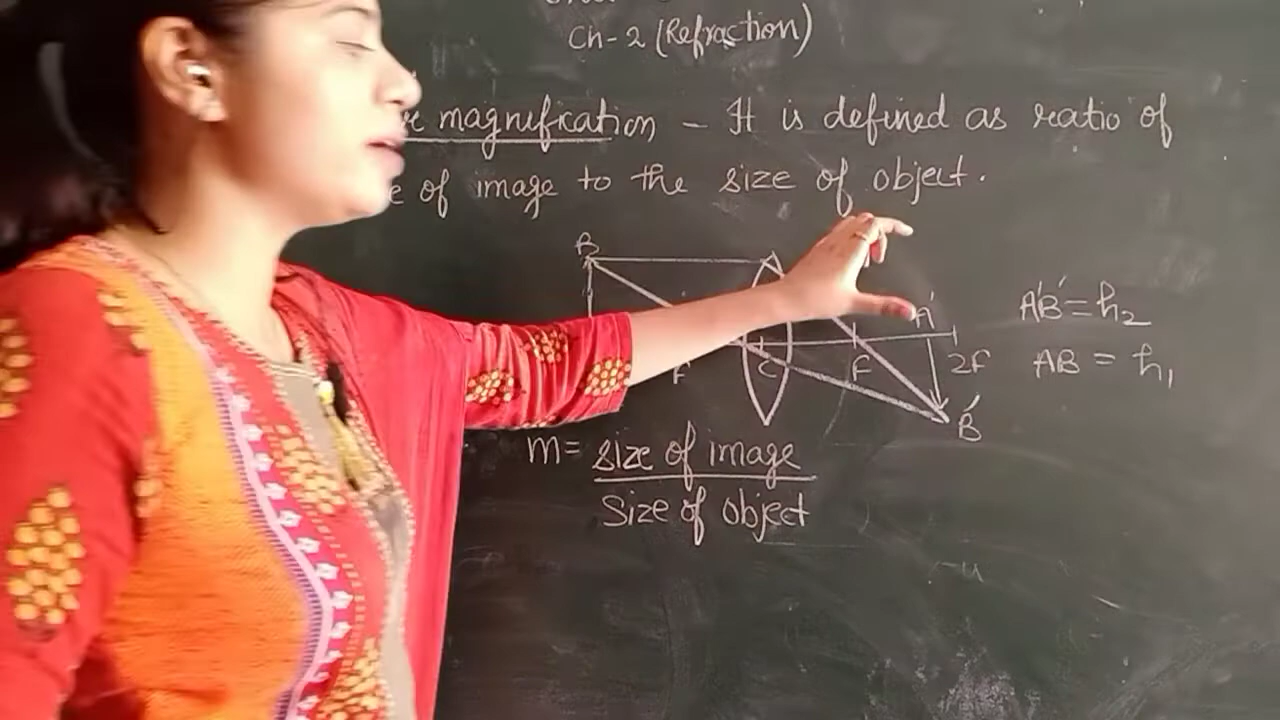 Ch-2 (Refraction)
magnification - It is defined as ratio of
of image to the size of object.
B
A'
A'B' = h2
F
C
F
2F
AB = h1
B'
m = size of image
Size of object